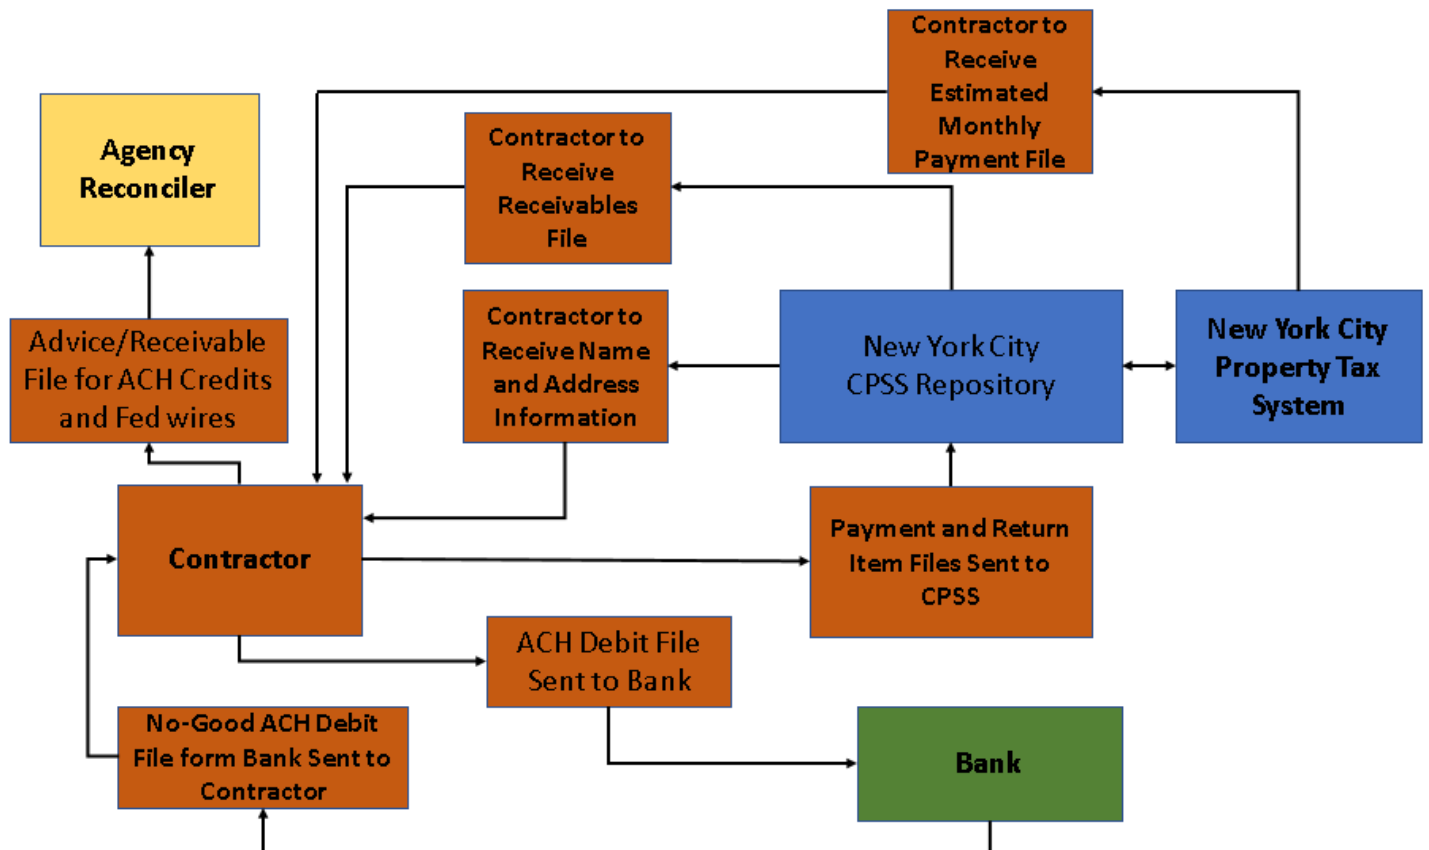 Contractor to
Receive
Estimated
Monthly
Payment File
Agency
Reconciler
Contractor to
Receive
Receivables
File
Advice/Receivable
File for ACH Credits
and Fed wires
Contractor to
Receive Name
and Address
Information
New York City
CPSS Repository
New York City
Property Tax
System
Contractor
Payment and Return
Item Files Sent to
CPSS
ACH Debit File
Sent to Bank
No-Good ACH Debit
File form Bank Sent to
Contractor
Bank